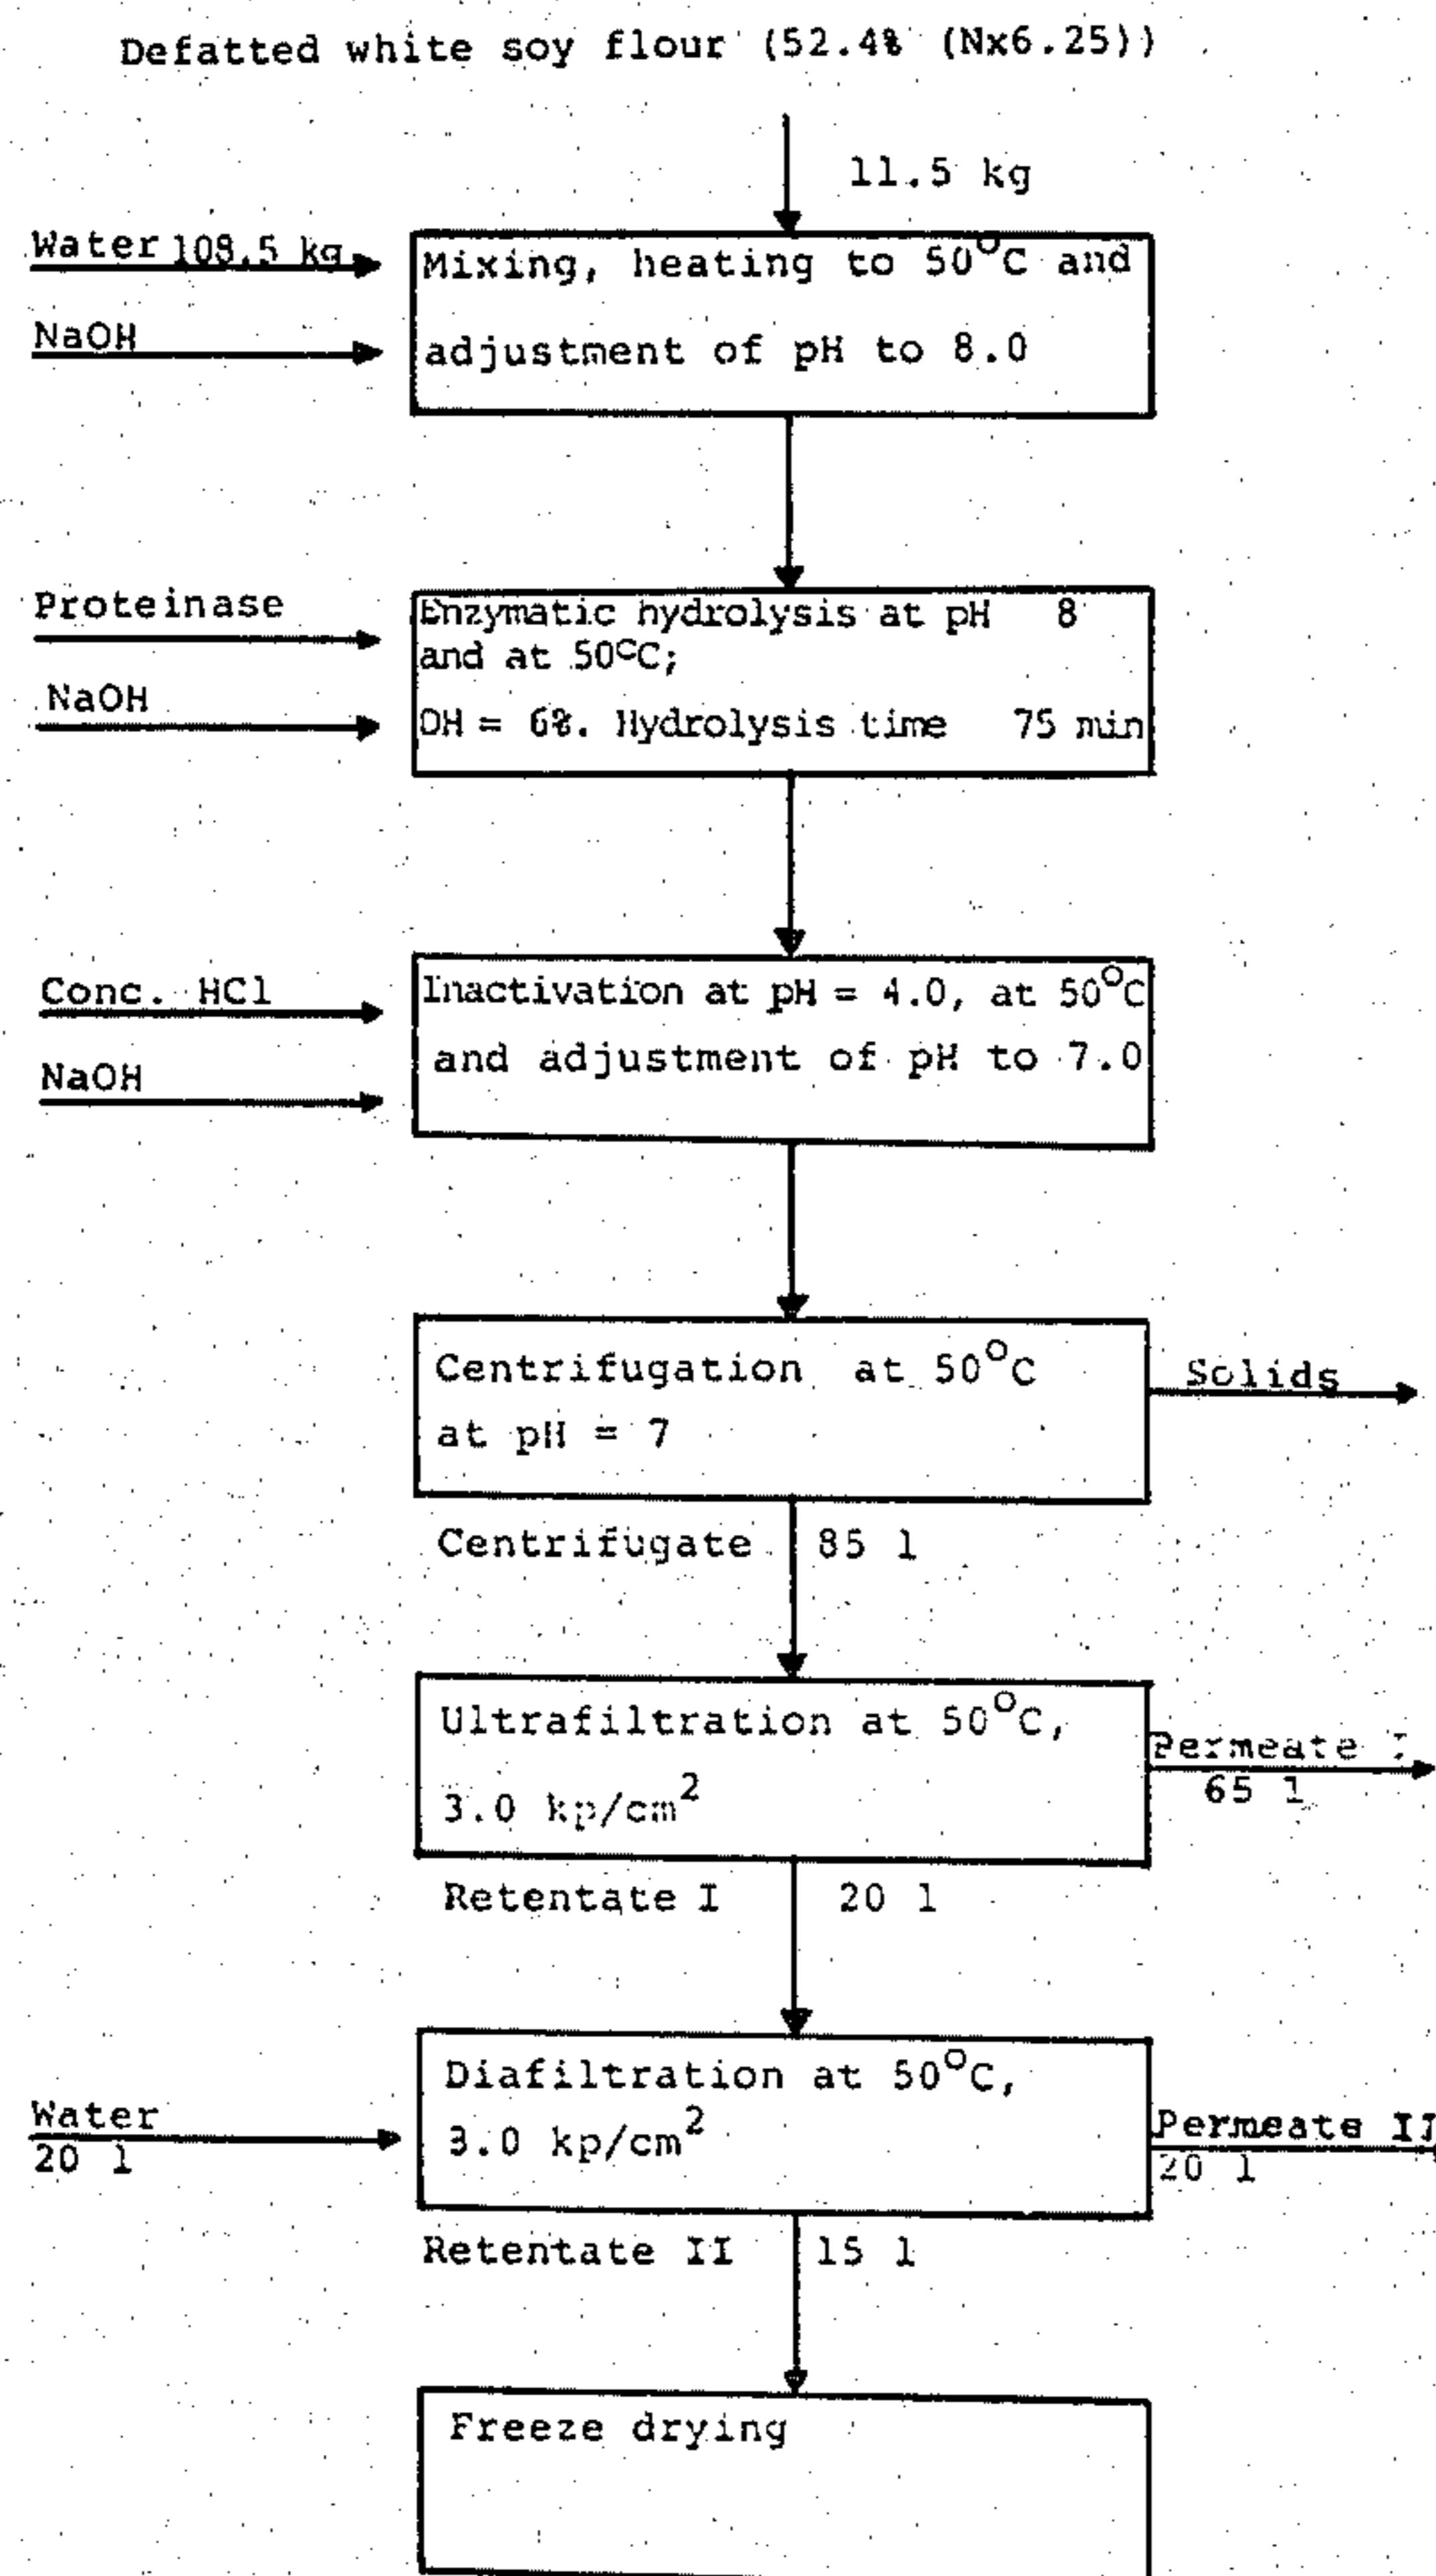 Defatted white soy flour (52.4% (Nx6.25))
11.5 kg
Water 108.5 kg
NaOH
Mixing, heating to 50°C and
adjustment of pH to 8.0
Proteinase
NaOH
Enzymatic hydrolysis at pH 8
and at 50°C;
DH = 6%. Hydrolysis time 75 min
Conc. HCl
NaOH
Inactivation at pH = 4.0, at 50°C
and adjustment of pH to 7.0
Centrifugation at 50°C
at pH = 7
Solids
Centrifugate 85 l
Ultrafiltration at 50°C,
3.0 kp/cm²
Permeate I
65 l
Retentate I 20 l
Water
20 l
Diafiltration at 50°C,
3.0 kp/cm²
Permeate II
20 l
Retentate II 15 l
Freeze drying